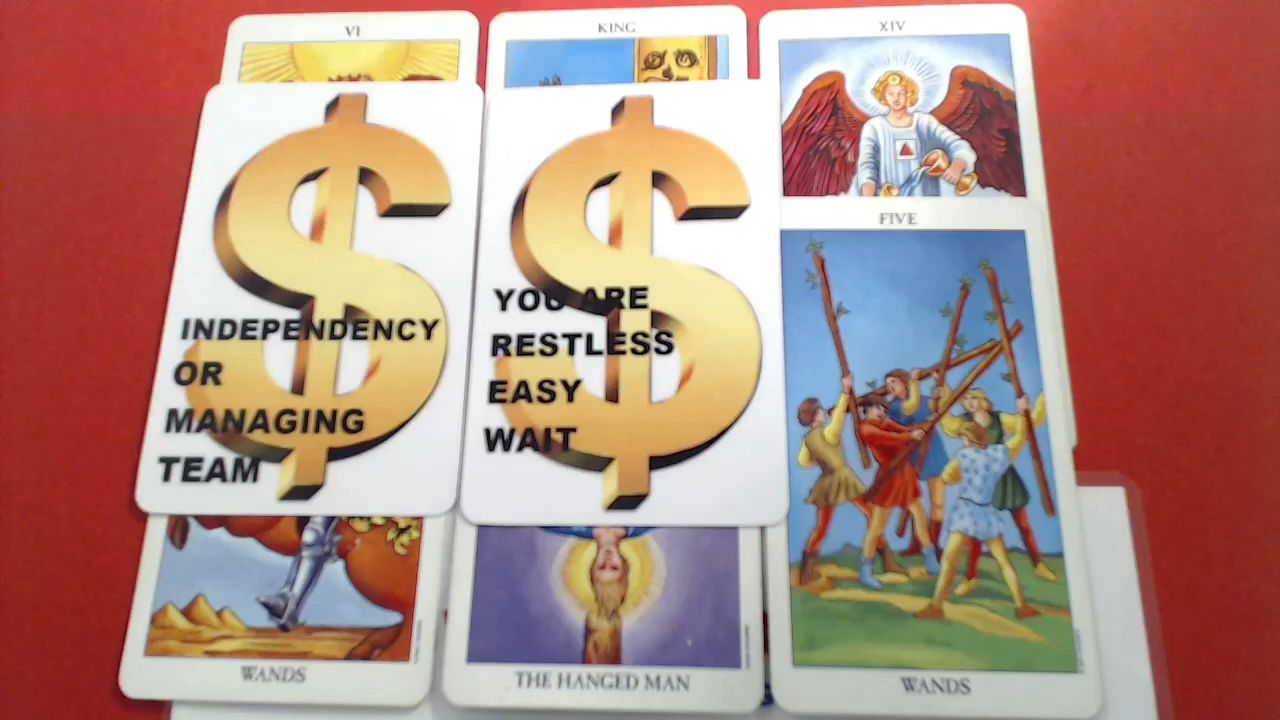 VI
KING
XIV
FIVE
INDEPENDENCY
OR
MANAGING
TEAM
YOU ARE
RESTLESS
EASY
WAIT
WANDS
THE HANGED MAN
WANDS